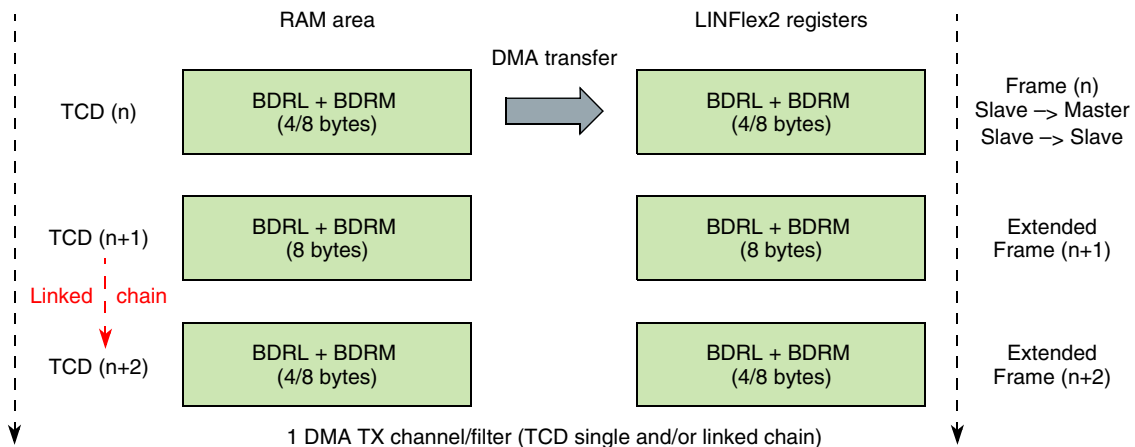 RAM area
LINFlex2 registers
DMA transfer
TCD (n)
BDRL + BDRM
(4/8 bytes)
BDRL + BDRM
(4/8 bytes)
Frame (n)
Slave –> Master
Slave –> Slave
TCD (n+1)
BDRL + BDRM
(8 bytes)
BDRL + BDRM
(8 bytes)
Extended
Frame (n+1)
Linked chain
TCD (n+2)
BDRL + BDRM
(4/8 bytes)
BDRL + BDRM
(4/8 bytes)
Extended
Frame (n+2)
1 DMA TX channel/filter (TCD single and/or linked chain)